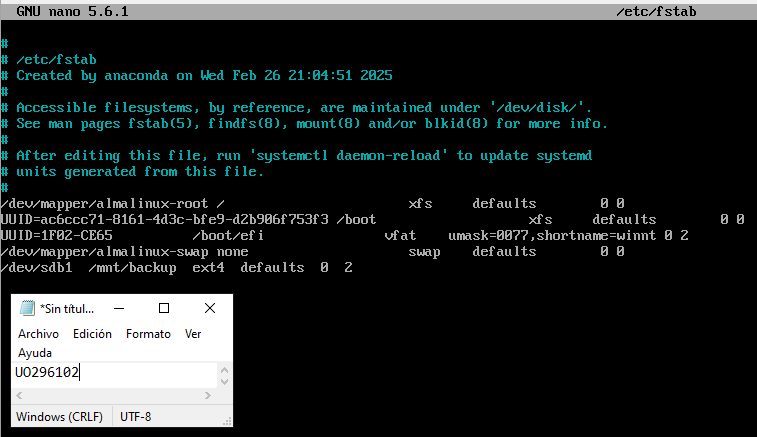 GNU nano 5.6.1 /etc/fstab
#
# /etc/fstab
# Created by anaconda on Wed Feb 26 21:04:51 2025
#
# Accessible filesystems, by reference, are maintained under '/dev/disk/'.
# See man pages fstab(5), findfs(8), mount(8) and/or blkid(8) for more info.
#
# After editing this file, run 'systemctl daemon-reload' to update systemd
# units generated from this file.
#
/dev/mapper/almalinux-root / xfs defaults 0 0
UUID=ac6ccc71-8161-4d3c-bfe9-d2b906f753f3 /boot xfs defaults 0 0
UUID=1F02-CE65 /boot/efi vfat umask=0077,shortname=winnt 0 2
/dev/mapper/almalinux-swap none swap defaults 0 0
/dev/sdb1 /mnt/backup ext4 defaults 0 2
*Sin títul...
Archivo Edición Formato Ver
Ayuda
UO296102
Windows (CRLF) UTF-8